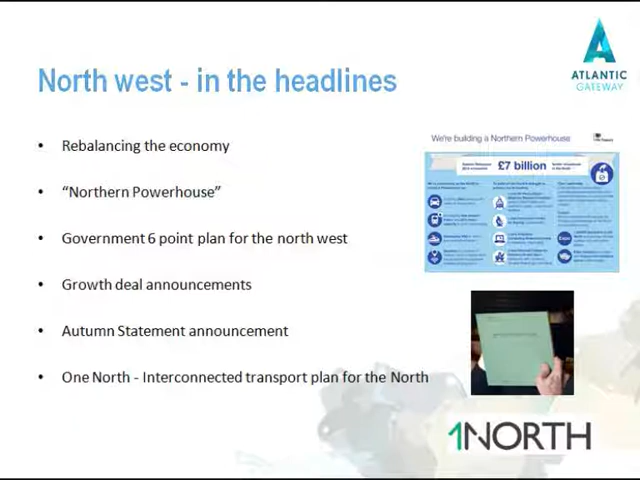 ATLANTIC
GATEWAY
North west - in the headlines
• Rebalancing the economy
• “Northern Powerhouse”
• Government 6 point plan for the north west
• Growth deal announcements
• Autumn Statement announcement
• One North - Interconnected transport plan for the North
We're building a Northern Powerhouse
£7 billion
1NORTH